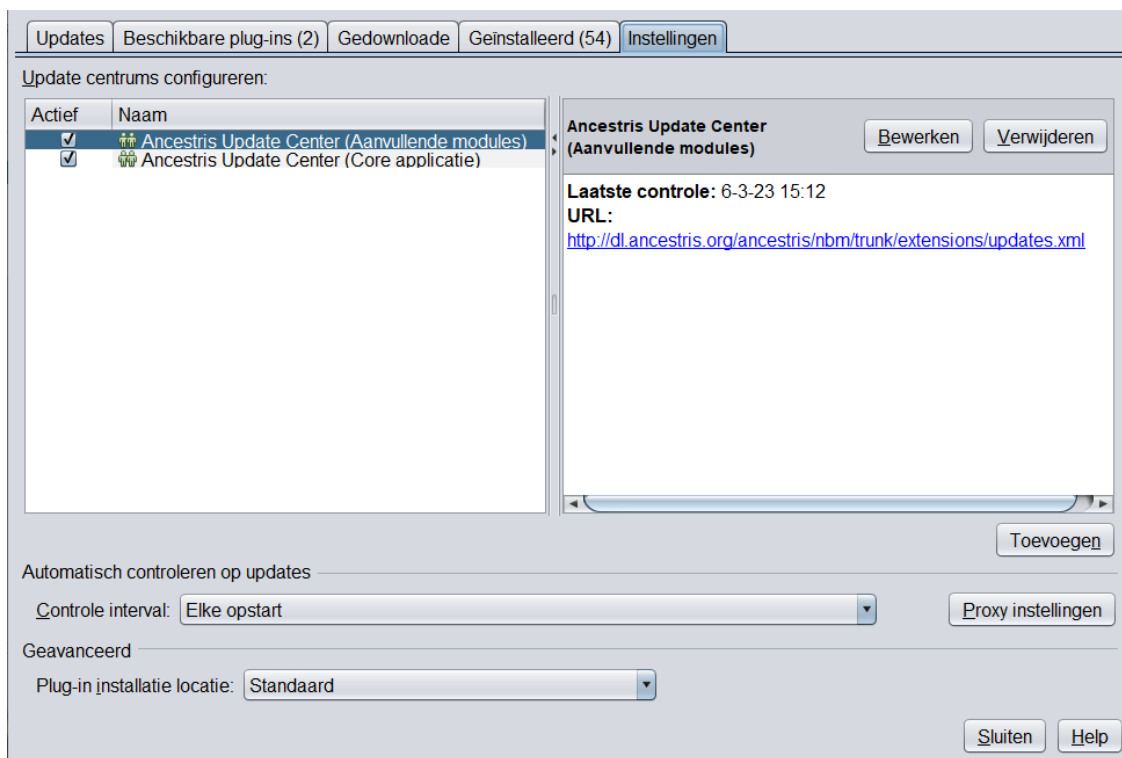 Updates Beschikbare plug-ins (2) Gedownloade Geïnstalleerd (54) Instellingen
Update centrums configureren:
Actief Naam
Ancestris Update Center (Aanvullende modules)
Ancestris Update Center (Core applicatie)
Ancestris Update Center
(Aanvullende modules)
Bewerken Verwijderen
Laatste controle: 6-3-23 15:12
URL:
http://dl.ancestris.org/ancestris/nbm/trunk/extensions/updates.xml
Toevoegen
Automatisch controleren op updates
Controle interval: Elke opstart Proxy instellingen
Geavanceerd
Plug-in installatie locatie: Standaard
Sluiten Help